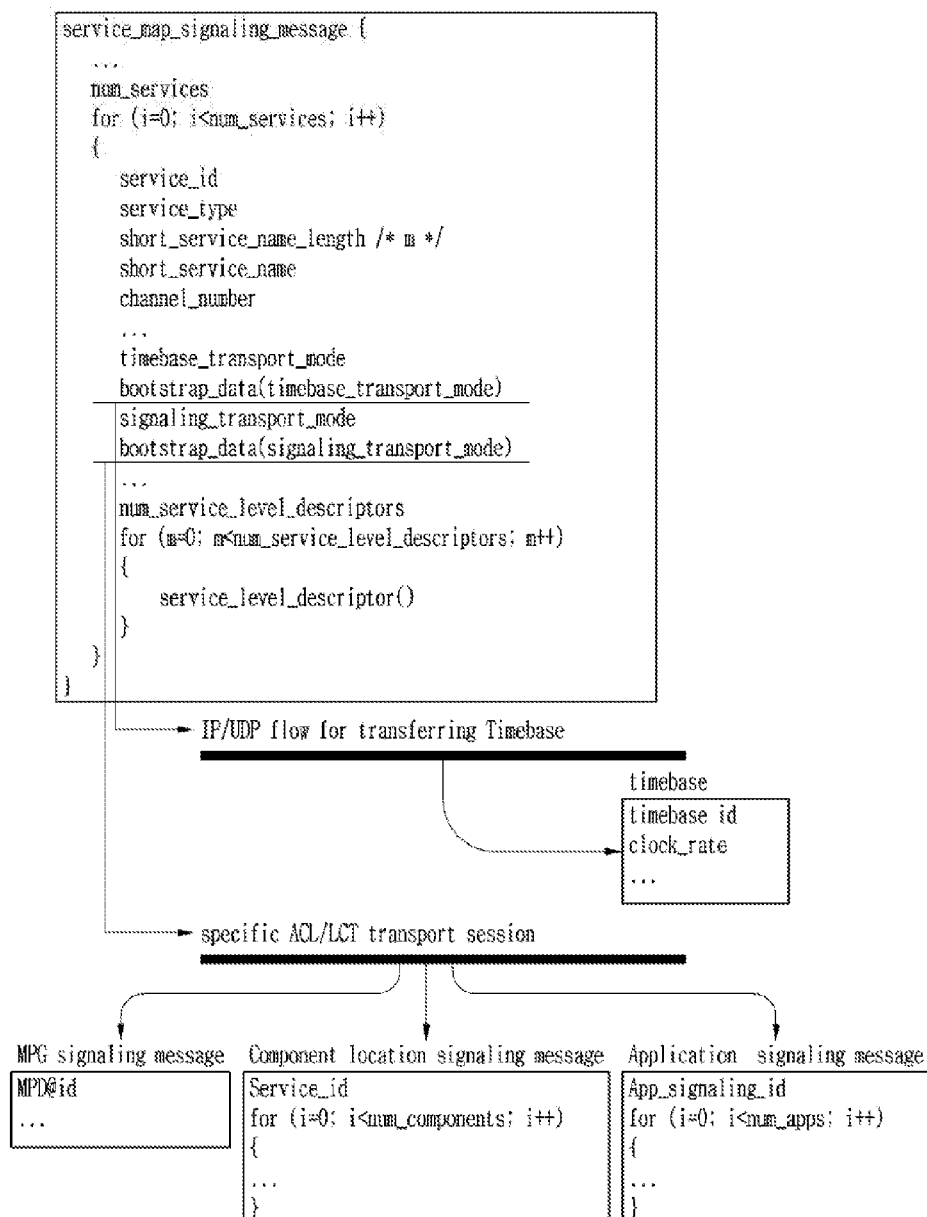 service_map_signaling_message {
...
num_services
for (i=0; i<num_services; i++)
{
service_id
service_type
short_service_name_length /* m */
short_service_name
channel_number
...
timebase_transport_mode
bootstrap_data(timebase_transport_mode)
signaling_transport_mode
bootstrap_data(signaling_transport_mode)
...
num_service_level_descriptors
for (m=0; m<num_service_level_descriptors; m++)
{
service_level_descriptor()
}
}
}
IP/UDP flow for transferring Timebase
timebase
timebase id
clock_rate
...
specific ACL/LCT transport session
MPG signaling message
MPD@id
...
Component location signaling message
Service_id
for (i=0; i<num_components; i++)
{
...
}
Application signaling message
App_signaling_id
for (i=0; i<num_apps; i++)
{
...
}